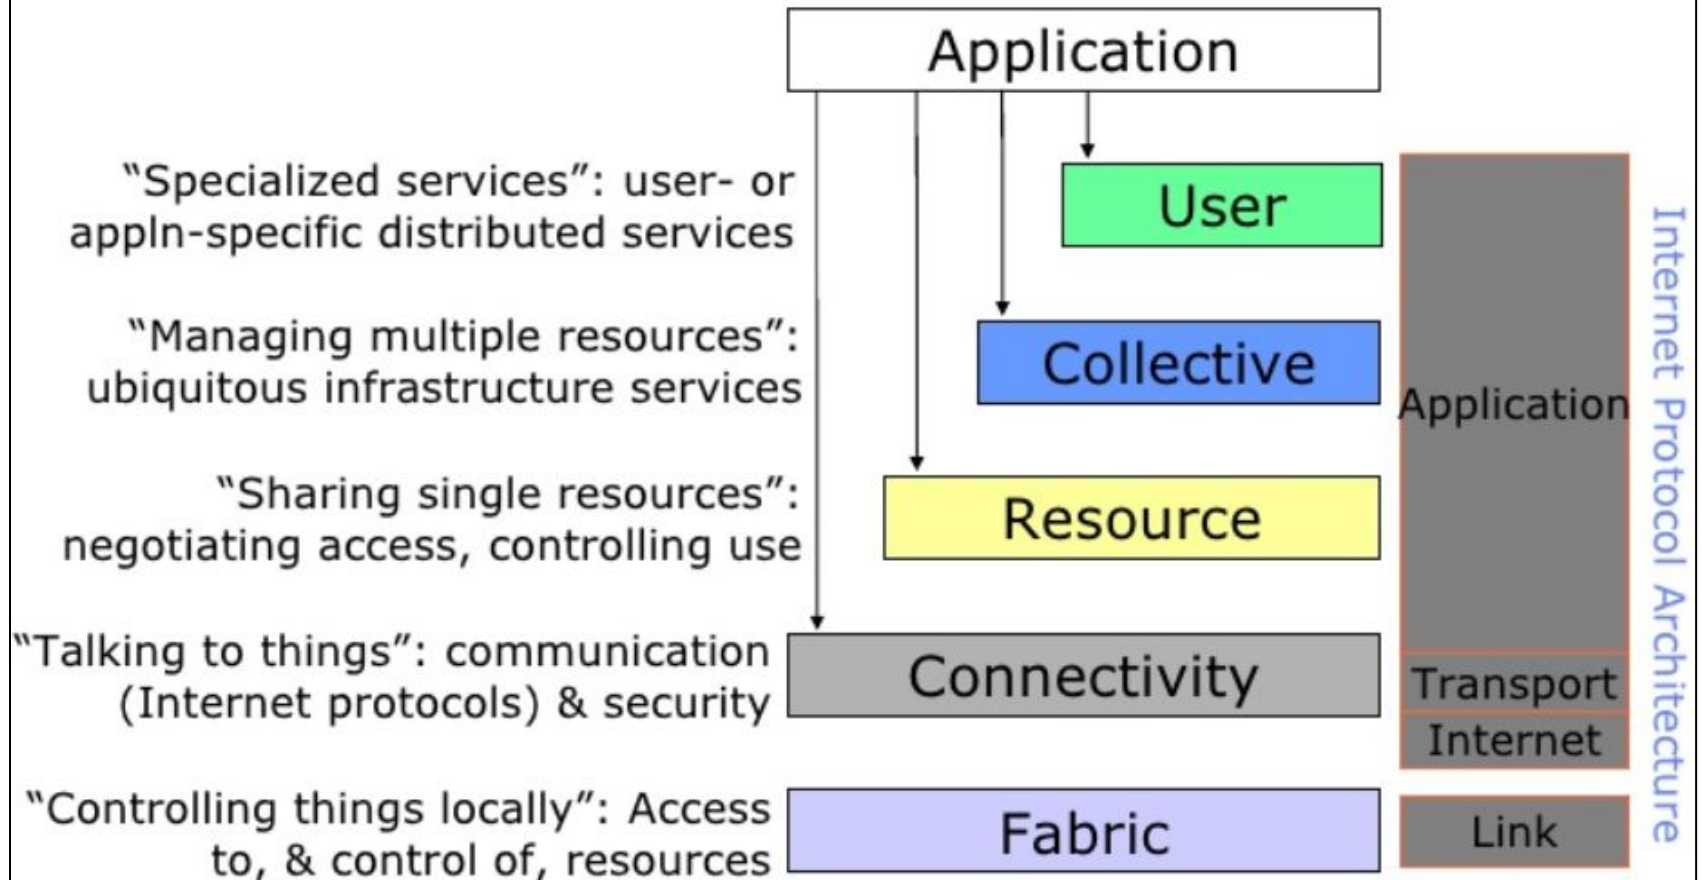 Application
“Specialized services”: user- or
appln-specific distributed services
User
“Managing multiple resources”:
ubiquitous infrastructure services
Collective
“Sharing single resources”:
negotiating access, controlling use
Resource
“Talking to things”: communication
(Internet protocols) & security
Connectivity
“Controlling things locally”: Access
to, & control of, resources
Fabric
Application
Transport
Internet
Link
Internet Protocol Architecture